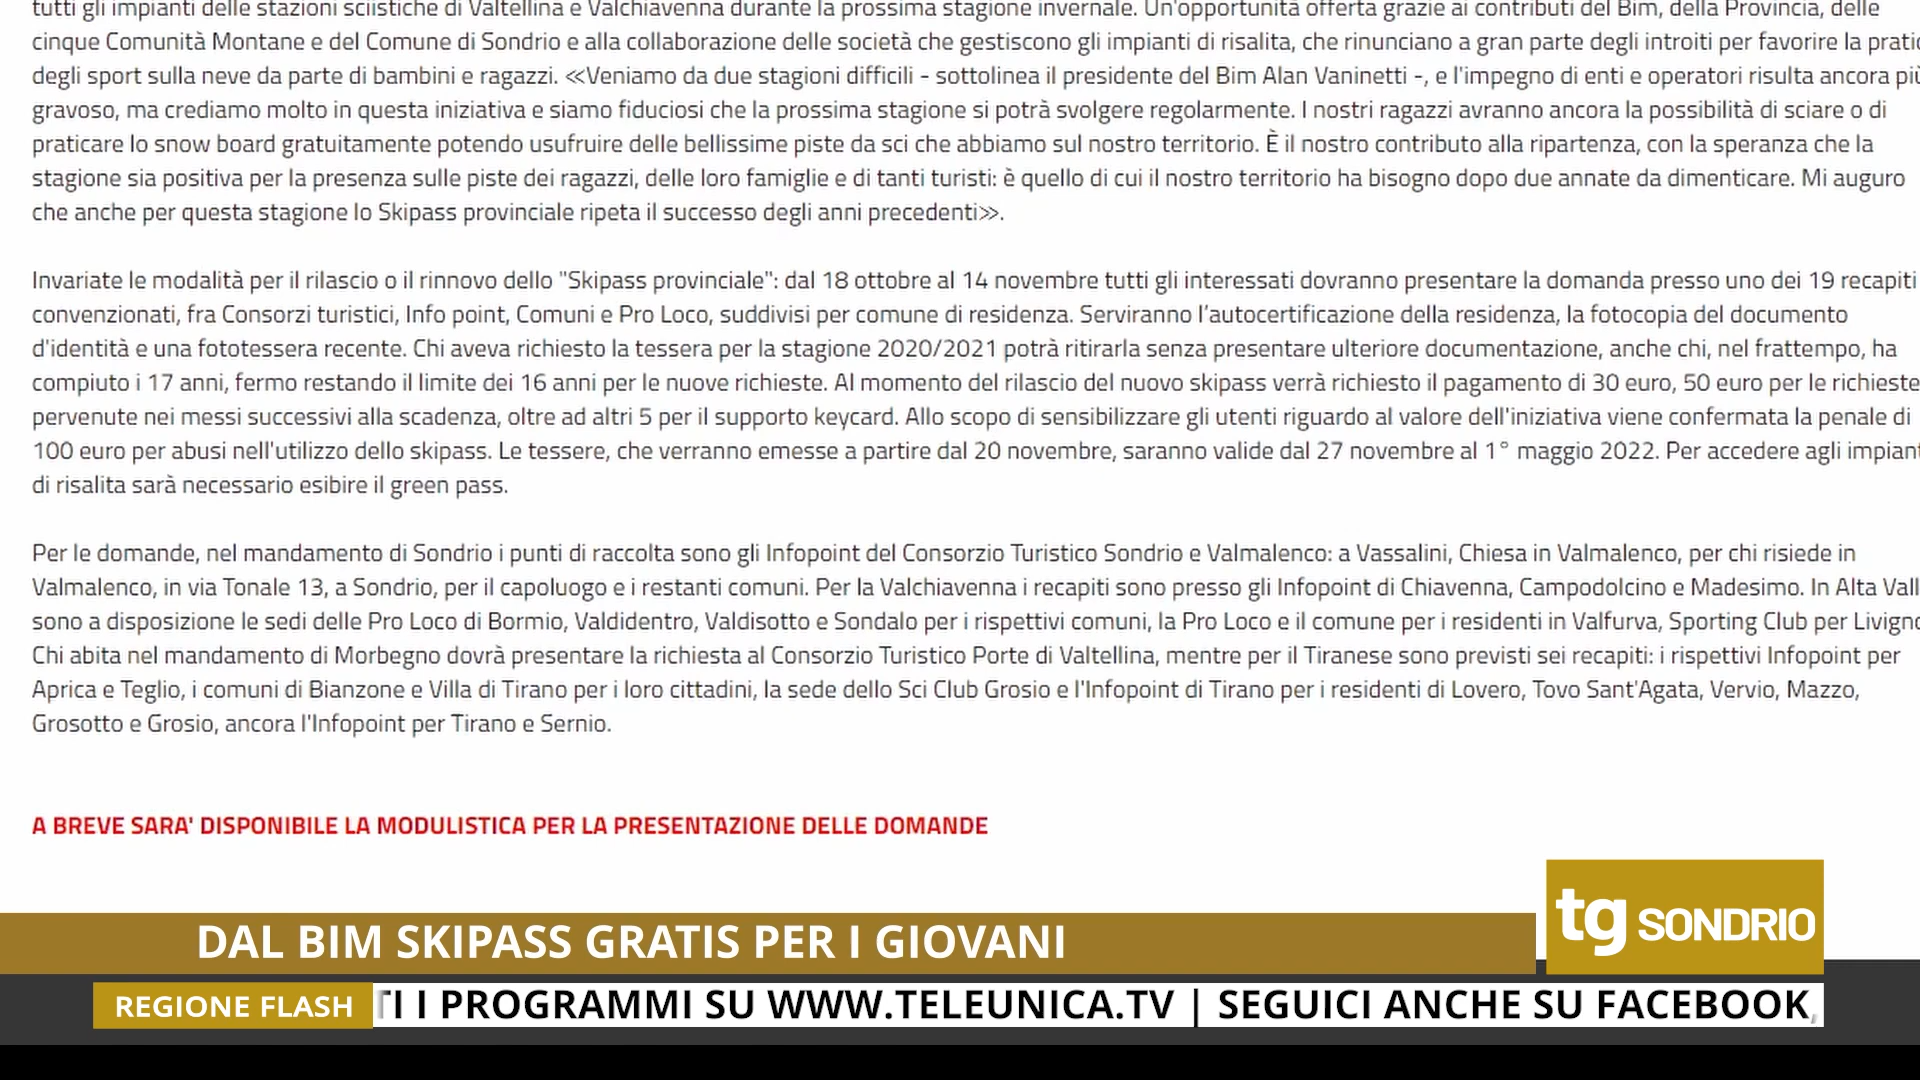 tutti gli impianti delle stazioni sciistiche di Valtellina e Valchiavenna durante la prossima stagione invernale. Un'opportunità offerta grazie ai contributi del Bim, della Provincia, delle
cinque Comunità Montane e del Comune di Sondrio e alla collaborazione delle società che gestiscono gli impianti di risalita, che rinunciano a gran parte degli introiti per favorire la pratic
degli sport sulla neve da parte di bambini e ragazzi. «Veniamo da due stagioni difficili - sottolinea il presidente del Bim Alan Vaninetti -, e l'impegno di enti e operatori risulta ancora più
gravoso, ma crediamo molto in questa iniziativa e siamo fiduciosi che la prossima stagione si potrà svolgere regolarmente. I nostri ragazzi avranno ancora la possibilità di sciare o di
praticare lo snow board gratuitamente potendo usufruire delle bellissime piste da sci che abbiamo sul nostro territorio. È il nostro contributo alla ripartenza, con la speranza che la
stagione sia positiva per la presenza sulle piste dei ragazzi, delle loro famiglie e di tanti turisti: è quello di cui il nostro territorio ha bisogno dopo due annate da dimenticare. Mi auguro
che anche per questa stagione lo Skipass provinciale ripeta il successo degli anni precedenti».
Invariate le modalità per il rilascio o il rinnovo dello "Skipass provinciale": dal 18 ottobre al 14 novembre tutti gli interessati dovranno presentare la domanda presso uno dei 19 recapiti
convenzionati, fra Consorzi turistici, Info point, Comuni e Pro Loco, suddivisi per comune di residenza. Serviranno l'autocertificazione della residenza, la fotocopia del documento
d'identità e una fototessera recente. Chi aveva richiesto la tessera per la stagione 2020/2021 potrà ritirarla senza presentare ulteriore documentazione, anche chi, nel frattempo, ha
compiuto i 17 anni, fermo restando il limite dei 16 anni per le nuove richieste. Al momento del rilascio del nuovo skipass verrà richiesto il pagamento di 30 euro, 50 euro per le richieste
pervenute nei messi successivi alla scadenza, oltre ad altri 5 per il supporto keycard. Allo scopo di sensibilizzare gli utenti riguardo al valore dell'iniziativa viene confermata la penale di
100 euro per abusi nell'utilizzo dello skipass. Le tessere, che verranno emesse a partire dal 20 novembre, saranno valide dal 27 novembre al 1° maggio 2022. Per accedere agli impiant
di risalita sarà necessario esibire il green pass.
Per le domande, nel mandamento di Sondrio i punti di raccolta sono gli Infopoint del Consorzio Turistico Sondrio e Valmalenco: a Vassalini, Chiesa in Valmalenco, per chi risiede in
Valmalenco, in via Tonale 13, a Sondrio, per il capoluogo e i restanti comuni. Per la Valchiavenna i recapiti sono presso gli Infopoint di Chiavenna, Campodolcino e Madesimo. In Alta Vall
sono a disposizione le sedi delle Pro Loco di Bormio, Valdidentro, Valdisotto e Sondalo per i rispettivi comuni, la Pro Loco e il comune per i residenti in Valfurva, Sporting Club per Livigno
Chi abita nel mandamento di Morbegno dovrà presentare la richiesta al Consorzio Turistico Porte di Valtellina, mentre per il Tiranese sono previsti sei recapiti: i rispettivi Infopoint per
Aprica e Teglio, i comuni di Bianzone e Villa di Tirano per i loro cittadini, la sede dello Sci Club Grosio e l'Infopoint di Tirano per i residenti di Lovero, Tovo Sant'Agata, Vervio, Mazzo,
Grosotto e Grosio, ancora l'Infopoint per Tirano e Sernio.
A BREVE SARA' DISPONIBILE LA MODULISTICA PER LA PRESENTAZIONE DELLE DOMANDE
DAL BIM SKIPASS GRATIS PER I GIOVANI
tg SONDRIO
REGIONE FLASH
TI I PROGRAMMI SU WWW.TELEUNICA.TV | SEGUICI ANCHE SU FACEBOOK,